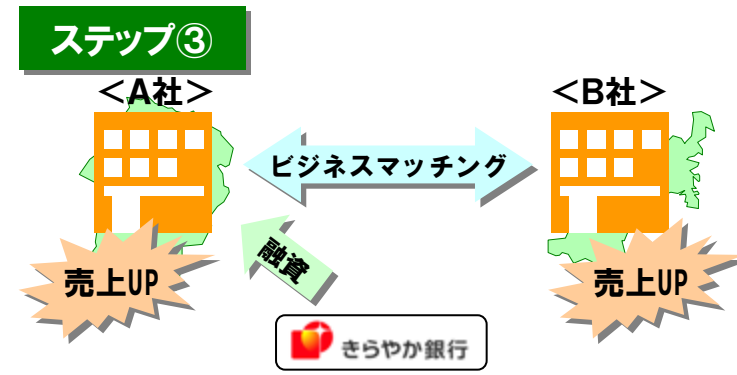 ステップ③
＜A社＞
＜B社＞
ビジネスマッチング
融資
売上UP
売上UP
きらやか銀行